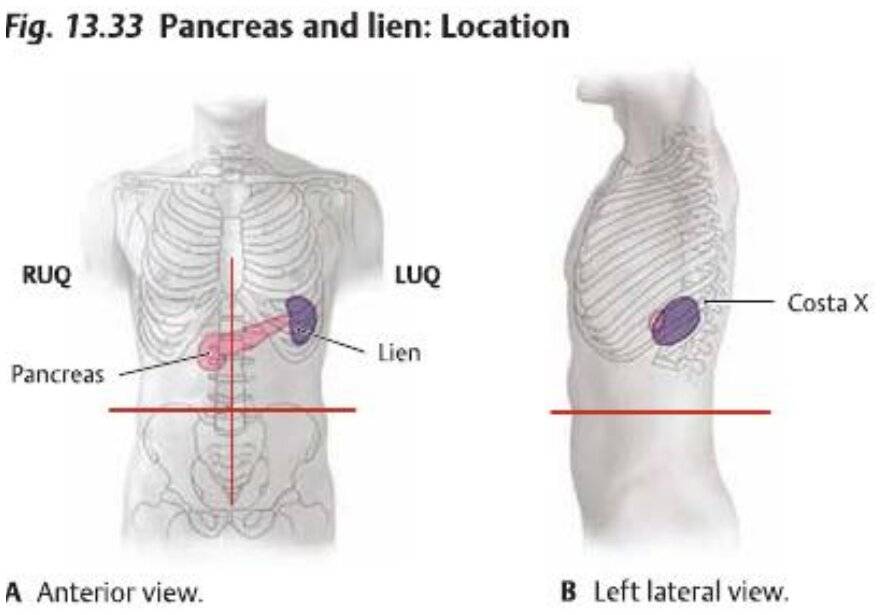 Fig. 13.33 Pancreas and lien: Location
RUQ
LUQ
Pancreas
Lien
Costa X
A Anterior view.
B Left lateral view.